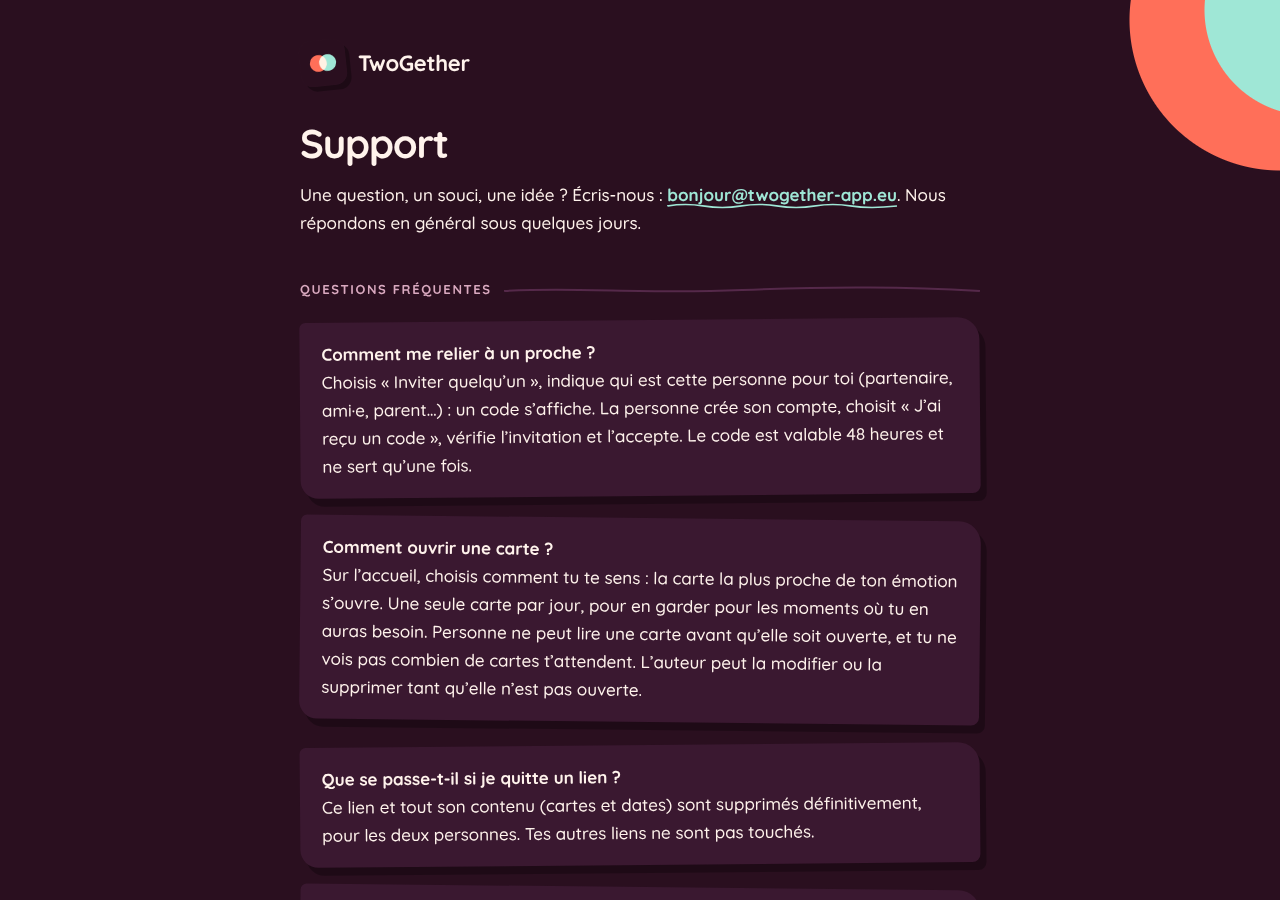 TwoGether
Support
Une question, un souci, une idée ? Écris-nous : bonjour@twogether-app.eu. Nous
répondons en général sous quelques jours.
QUESTIONS FRÉQUENTES
Comment me relier à un proche ?
Choisis « Inviter quelqu’un », indique qui est cette personne pour toi (partenaire,
ami·e, parent…) : un code s’affiche. La personne crée son compte, choisit « J’ai
reçu un code », vérifie l’invitation et l’accepte. Le code est valable 48 heures et
ne sert qu’une fois.
Comment ouvrir une carte ?
Sur l’accueil, choisis comment tu te sens : la carte la plus proche de ton émotion
s’ouvre. Une seule carte par jour, pour en garder pour les moments où tu en
auras besoin. Personne ne peut lire une carte avant qu’elle soit ouverte, et tu ne
vois pas combien de cartes t’attendent. L’auteur peut la modifier ou la
supprimer tant qu’elle n’est pas ouverte.
Que se passe-t-il si je quitte un lien ?
Ce lien et tout son contenu (cartes et dates) sont supprimés définitivement,
pour les deux personnes. Tes autres liens ne sont pas touchés.